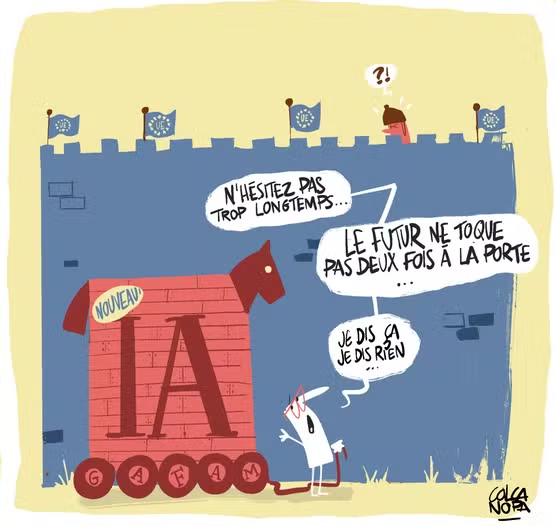 ?!
UE
UE
UE
UE
N'HÉSITEZ PAS
TROP LONGTEMPS...
LE FUTUR NE TOQUE
PAS DEUX FOIS À LA PORTE
...
JE DIS ÇA
JE DIS RIEN
...
NOUVEAU
IA
G A F A M
COLCA
NOPA